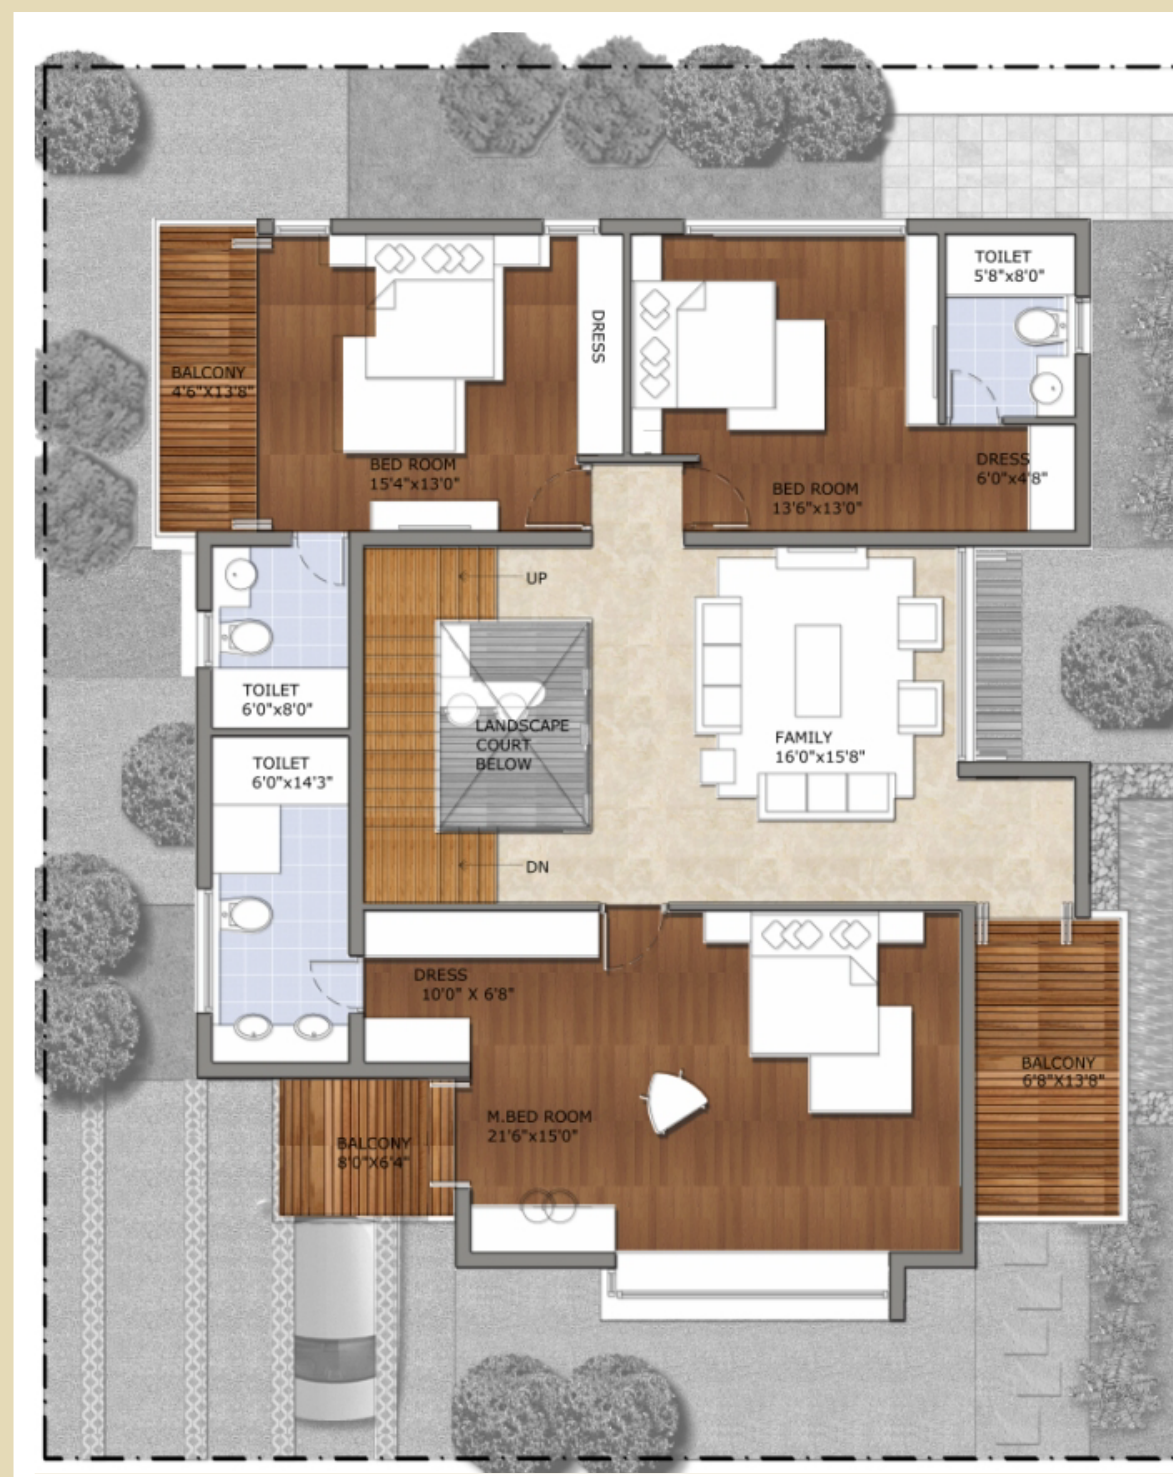 TOILET
5'8"x8'0"
DRESS
BALCONY
4'6"X13'8"
BED ROOM
15'4"x13'0"
DRESS
6'0"x4'8"
BED ROOM
13'6"x13'0"
UP
TOILET
6'0"x8'0"
LANDSCAPE
COURT
BELOW
FAMILY
16'0"x15'8"
TOILET
6'0"x14'3"
DN
DRESS
10'0" X 6'8"
BALCONY
6'8"X13'8"
M.BED ROOM
21'6"x15'0"
BALCONY
8'0"X6'4"